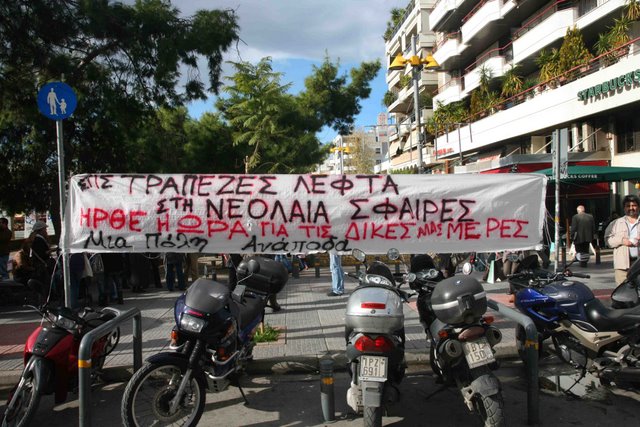 ΣΤΙΣ ΤΡΑΠΕΖΕΣ ΛΕΦΤΑ
ΣΤΗ ΝΕΟΛΑΙΑ ΣΦΑΙΡΕΣ
ΗΡΘΕ Η ΩΡΑ ΓΙΑ ΤΙΣ ΔΙΚΕΣ ΜΑΣ ΜΕΡΕΣ
Μια Πόλη Ανάποδα
STARBUCKS